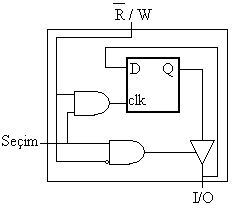 R̅ / W
D Q
clk
Seçim
I/O